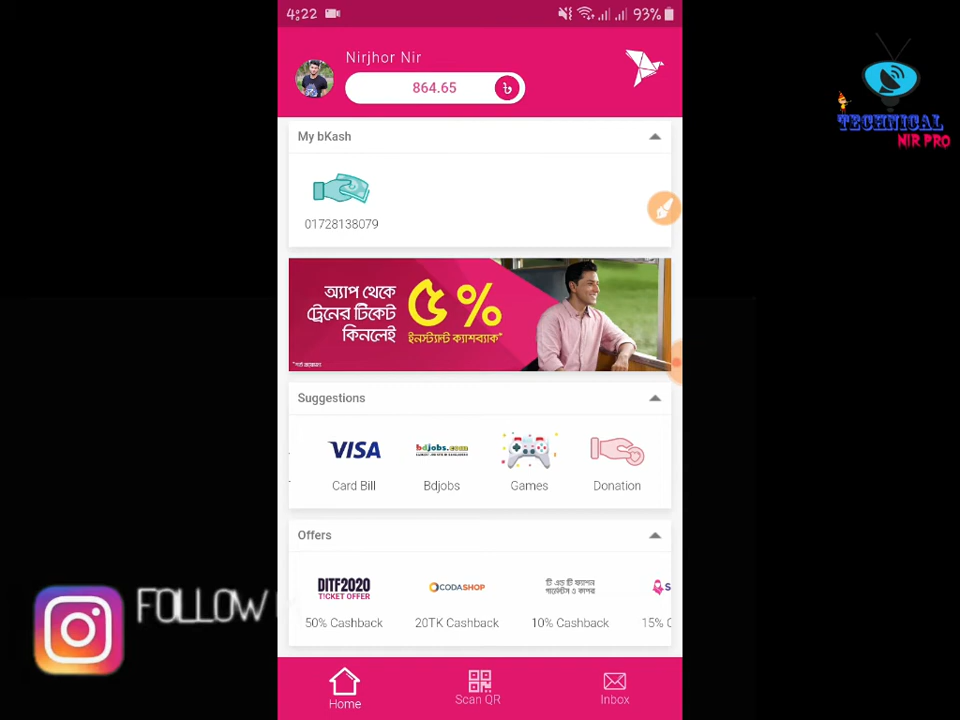 4:22
93%
Nirjhor Nir
864.65
TECHNICAL
NIR PRO
My bKash
01728138079
অ্যাপ থেকে
ট্রেনের টিকেট
কিনলেই
৫%
ইনস্ট্যান্ট ক্যাশব্যাক*
Suggestions
VISA
bdjobs.com
Card Bill
Bdjobs
Games
Donation
Offers
DITF2020
TICKET OFFER
CODASHOP
50% Cashback
20TK Cashback
10% Cashback
15% C
FOLLOW
Home
Scan QR
Inbox